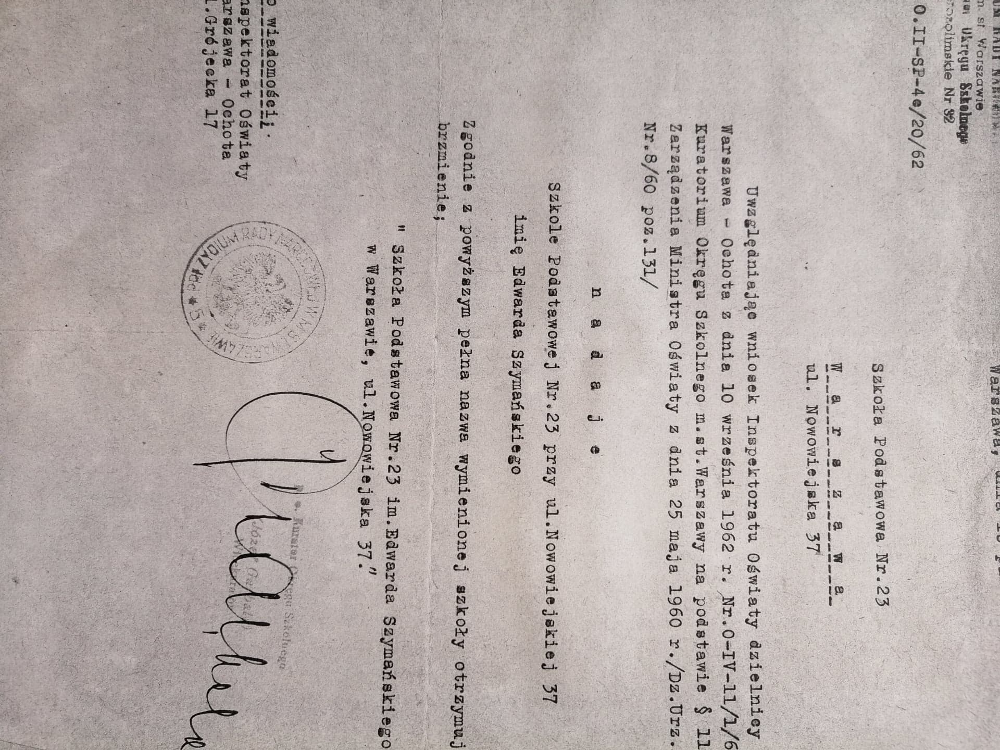 RADY
m st Warszawie
Okręgu Szkolnego
Nr 32
O.II-SP-4e/20/62
Warszawa, dnia
Szkoła Podstawowa Nr.23
W a r s z a w a
ul. Nowowiejska 37
Uwzględniając wniosek Inspektoratu Oświaty dzielnicy
Warszawa - Ochota z dnia 10 września 1962 r. Nr.O-IV-11/1/6
Kuratorium Okręgu Szkolnego m.st.Warszawy na podstawie § 11
Zarządzenia Ministra Oświaty z dnia 25 maja 1960 r./Dz.Urz.
Nr.8/60 poz.131/
n a d a j e
Szkole Podstawowej Nr.23 przy ul.Nowowiejskiej 37
imię Edwarda Szymańskiego
Zgodnie z powyższym pełna nazwa wymienionej szkoły otrzymuj
brzmienie;
" Szkoła Podstawowa Nr.23 im.Edwarda Szymańskiego
w Warszawie, ul.Nowowiejska 37."
o wiadomości;
nspektorat Oświaty
arszawa - Ochota
l.Grójecka 17
PREZYDIUM RADY NARODOWEJ W M ST WARSZAWIE * 5 *
Kurator Okręgu Szkolnego